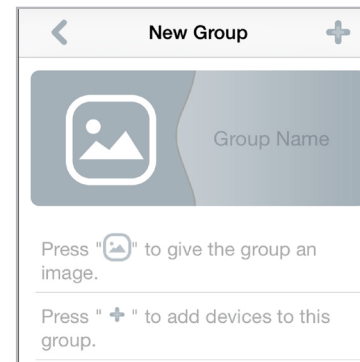 New Group
Group Name
Press " " to give the group an
image.
Press " + " to add devices to this
group.